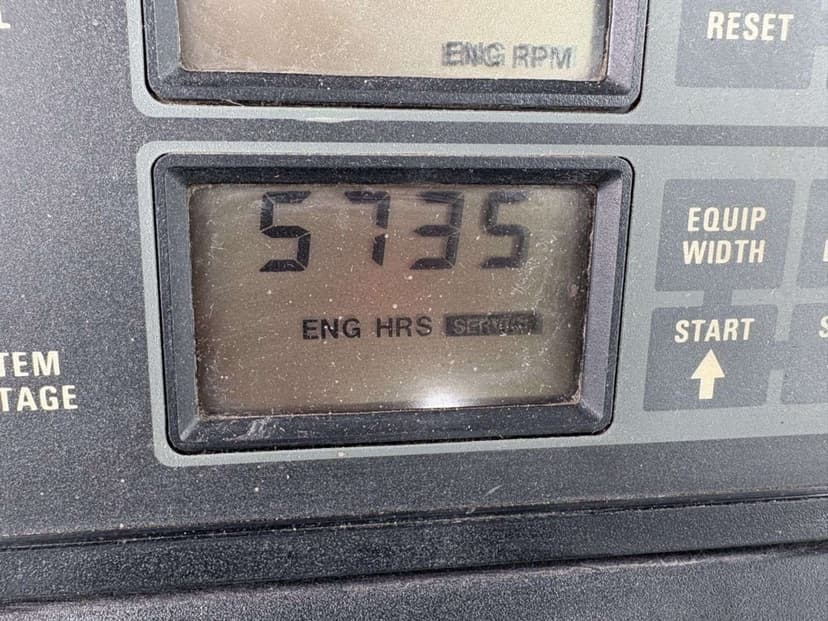 L
RESET
ENG RPM
5735
EQUIP
WIDTH
ENG HRS SERVICE
START
S
TEM
TAGE